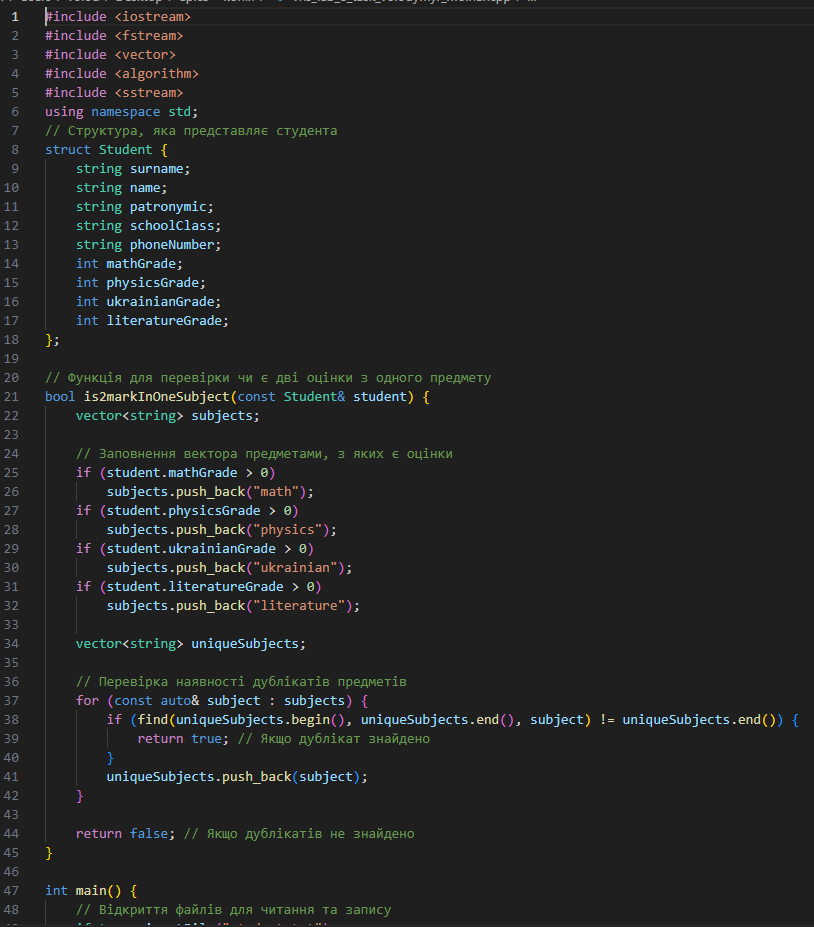 1 #include <iostream>
2 #include <fstream>
3 #include <vector>
4 #include <algorithm>
5 #include <sstream>
6 using namespace std;
7 // Структура, яка представляє студента
8 struct Student {
9 string surname;
10 string name;
11 string patronymic;
12 string schoolClass;
13 string phoneNumber;
14 int mathGrade;
15 int physicsGrade;
16 int ukrainianGrade;
17 int literatureGrade;
18 };
19
20 // Функція для перевірки чи є дві оцінки з одного предмету
21 bool is2markInOneSubject(const Student& student) {
22 vector<string> subjects;
23
24 // Заповнення вектора предметами, з яких є оцінки
25 if (student.mathGrade > 0)
26 subjects.push_back("math");
27 if (student.physicsGrade > 0)
28 subjects.push_back("physics");
29 if (student.ukrainianGrade > 0)
30 subjects.push_back("ukrainian");
31 if (student.literatureGrade > 0)
32 subjects.push_back("literature");
33
34 vector<string> uniqueSubjects;
35
36 // Перевірка наявності дублікатів предметів
37 for (const auto& subject : subjects) {
38 if (find(uniqueSubjects.begin(), uniqueSubjects.end(), subject) != uniqueSubjects.end()) {
39 return true; // Якщо дублікат знайдено
40 }
41 uniqueSubjects.push_back(subject);
42 }
43
44 return false; // Якщо дублікатів не знайдено
45 }
46
47 int main() {
48 // Відкриття файлів для читання та запису